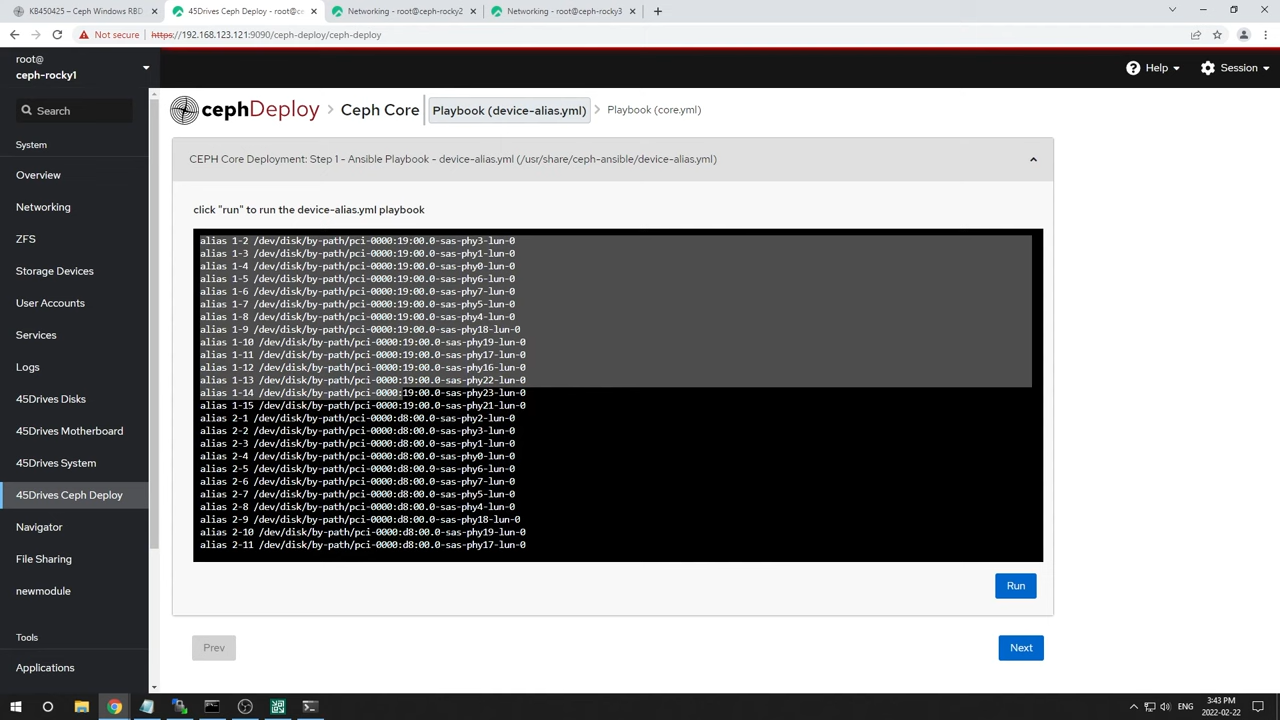 KB450425 – Ceph Windows RBD
45Drives Ceph Deploy - root@ce
Networking - root@ceph-rocky2
Networking - root@ceph-rocky3
Not secure
https://192.168.123.121:9090/ceph-deploy/ceph-deploy
root@
ceph-rocky1
Help
Session
Search
System
Overview
Networking
ZFS
Storage Devices
User Accounts
Services
Logs
45Drives Disks
45Drives Motherboard
45Drives System
45Drives Ceph Deploy
Navigator
File Sharing
newmodule
Tools
Applications
cephDeploy > Ceph Core
Playbook (device-alias.yml) > Playbook (core.yml)
CEPH Core Deployment: Step 1 - Ansible Playbook - device-alias.yml (/usr/share/ceph-ansible/device-alias.yml)
click "run" to run the device-alias.yml playbook
alias 1-2 /dev/disk/by-path/pci-0000:19:00.0-sas-phy3-lun-0
alias 1-3 /dev/disk/by-path/pci-0000:19:00.0-sas-phy1-lun-0
alias 1-4 /dev/disk/by-path/pci-0000:19:00.0-sas-phy0-lun-0
alias 1-5 /dev/disk/by-path/pci-0000:19:00.0-sas-phy6-lun-0
alias 1-6 /dev/disk/by-path/pci-0000:19:00.0-sas-phy7-lun-0
alias 1-7 /dev/disk/by-path/pci-0000:19:00.0-sas-phy5-lun-0
alias 1-8 /dev/disk/by-path/pci-0000:19:00.0-sas-phy4-lun-0
alias 1-9 /dev/disk/by-path/pci-0000:19:00.0-sas-phy18-lun-0
alias 1-10 /dev/disk/by-path/pci-0000:19:00.0-sas-phy19-lun-0
alias 1-11 /dev/disk/by-path/pci-0000:19:00.0-sas-phy17-lun-0
alias 1-12 /dev/disk/by-path/pci-0000:19:00.0-sas-phy16-lun-0
alias 1-13 /dev/disk/by-path/pci-0000:19:00.0-sas-phy22-lun-0
alias 1-14 /dev/disk/by-path/pci-0000:19:00.0-sas-phy23-lun-0
alias 1-15 /dev/disk/by-path/pci-0000:19:00.0-sas-phy21-lun-0
alias 2-1 /dev/disk/by-path/pci-0000:d8:00.0-sas-phy2-lun-0
alias 2-2 /dev/disk/by-path/pci-0000:d8:00.0-sas-phy3-lun-0
alias 2-3 /dev/disk/by-path/pci-0000:d8:00.0-sas-phy1-lun-0
alias 2-4 /dev/disk/by-path/pci-0000:d8:00.0-sas-phy0-lun-0
alias 2-5 /dev/disk/by-path/pci-0000:d8:00.0-sas-phy6-lun-0
alias 2-6 /dev/disk/by-path/pci-0000:d8:00.0-sas-phy7-lun-0
alias 2-7 /dev/disk/by-path/pci-0000:d8:00.0-sas-phy5-lun-0
alias 2-8 /dev/disk/by-path/pci-0000:d8:00.0-sas-phy4-lun-0
alias 2-9 /dev/disk/by-path/pci-0000:d8:00.0-sas-phy18-lun-0
alias 2-10 /dev/disk/by-path/pci-0000:d8:00.0-sas-phy19-lun-0
alias 2-11 /dev/disk/by-path/pci-0000:d8:00.0-sas-phy17-lun-0
Run
Prev
Next
ENG
3:43 PM
2022-02-22